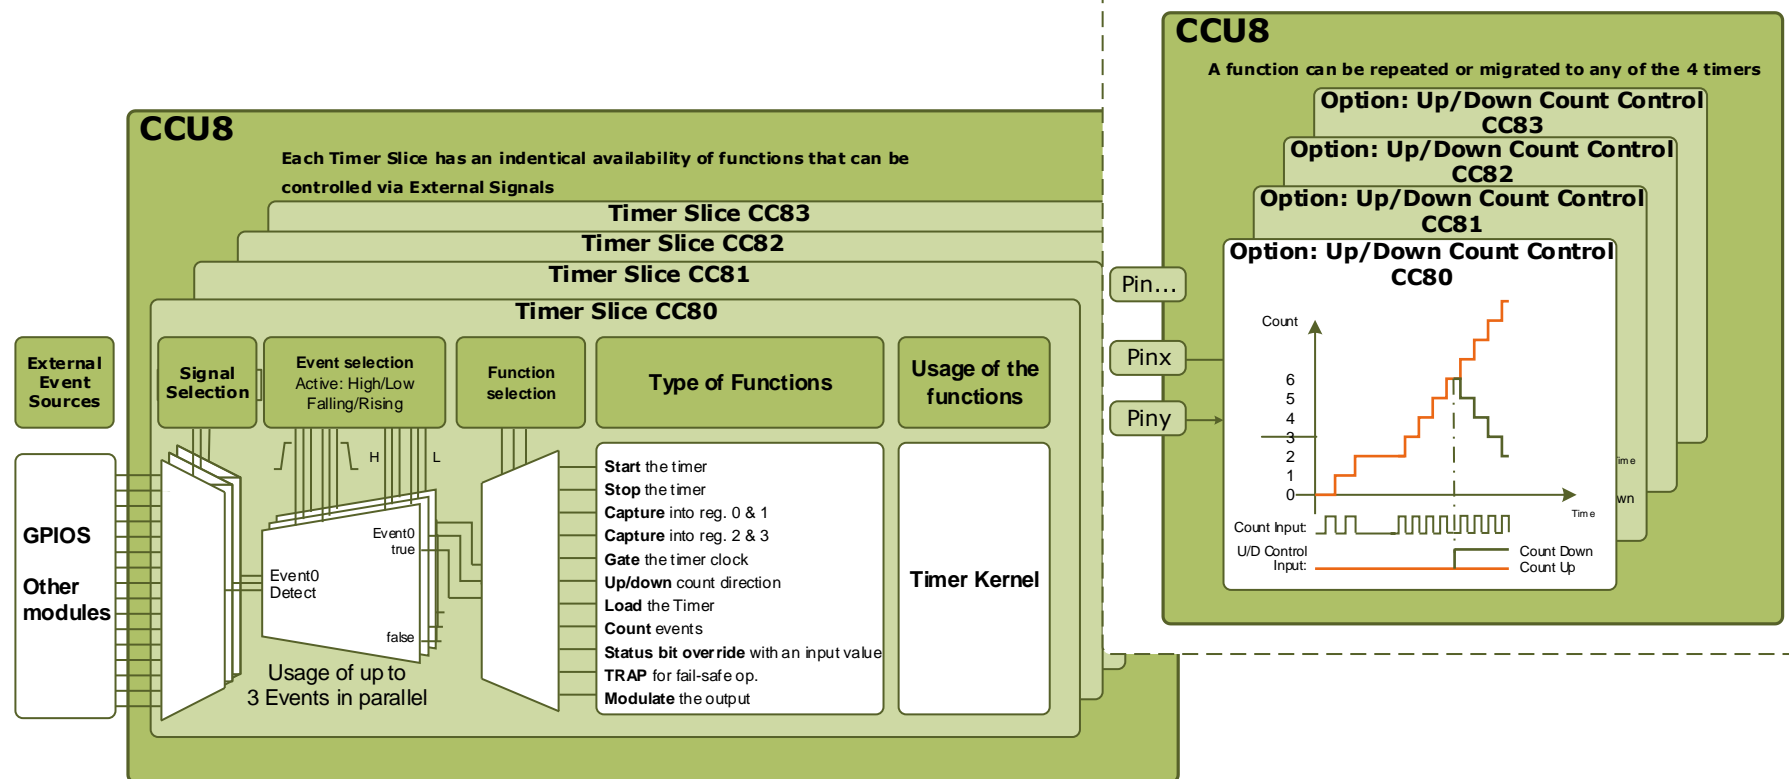 CCU8
Each Timer Slice has an indentical availability of functions that can be
controlled via External Signals
Timer Slice CC83
Timer Slice CC82
Timer Slice CC81
Timer Slice CC80
External
Event
Sources
Signal
Selection
Event selection
Active: High/Low
Falling/Rising
Function
selection
Type of Functions
Usage of the
functions
H
L
GPIOS
Other
modules
Event0
Detect
Event0
true
false
Usage of up to
3 Events in parallel
Start the timer
Stop the timer
Capture into reg. 0 & 1
Capture into reg. 2 & 3
Gate the timer clock
Up/down count direction
Load the Timer
Count events
Status bit override with an input value
TRAP for fail-safe op.
Modulate the output
Timer Kernel
CCU8
A function can be repeated or migrated to any of the 4 timers
Option: Up/Down Count Control
CC83
Option: Up/Down Count Control
CC82
Option: Up/Down Count Control
CC81
Option: Up/Down Count Control
CC80
Pin...
Pinx
Piny
Count
6
5
4
3
2
1
0
Time
Count Input:
U/D Control
Input:
Count Down
Count Up
Time
wn